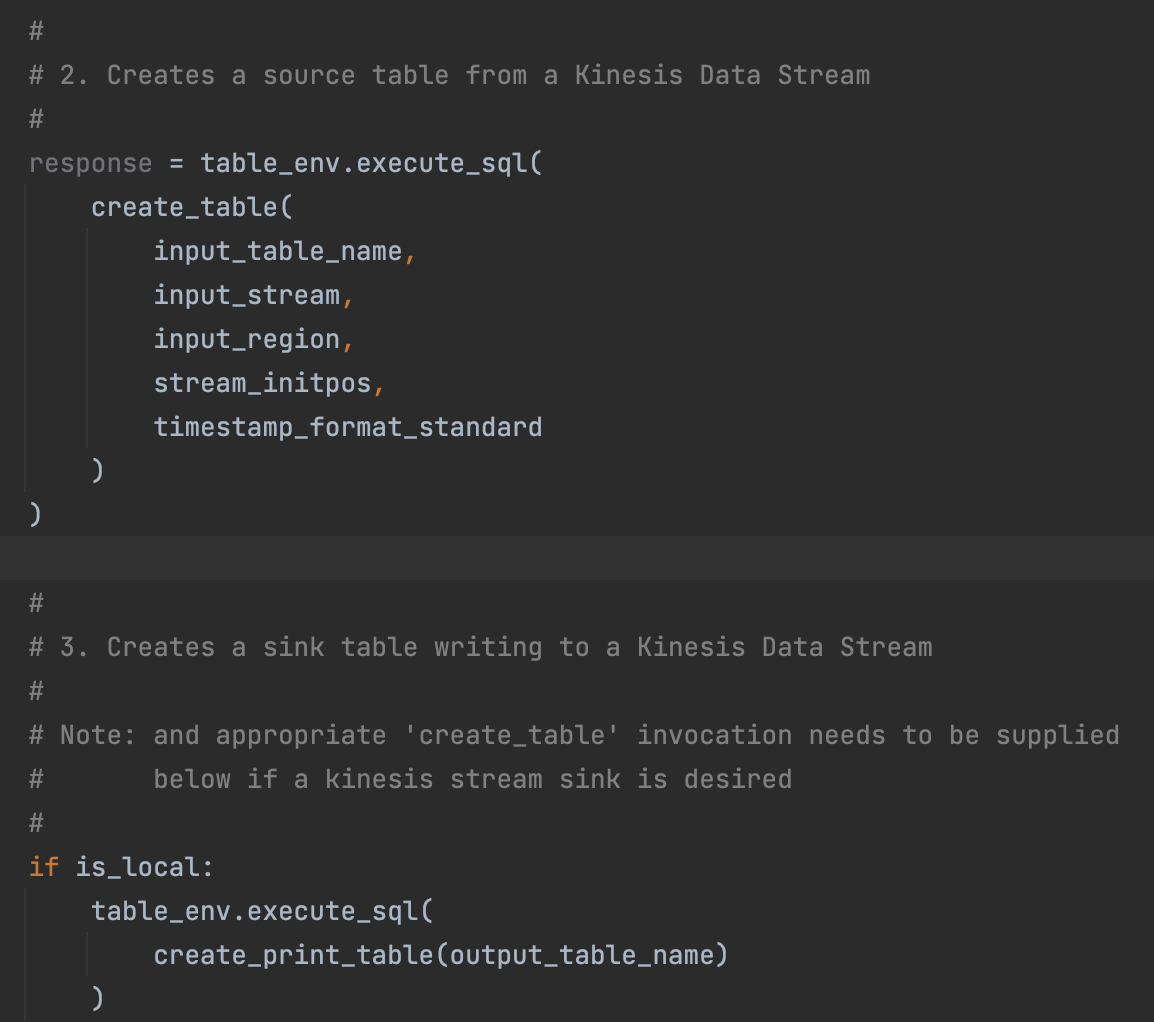 #
# 2. Creates a source table from a Kinesis Data Stream
#
response = table_env.execute_sql(
    create_table(
        input_table_name,
        input_stream,
        input_region,
        stream_initpos,
        timestamp_format_standard
    )
)
#
# 3. Creates a sink table writing to a Kinesis Data Stream
#
# Note: and appropriate 'create_table' invocation needs to be supplied
#       below if a kinesis stream sink is desired
#
if is_local:
    table_env.execute_sql(
        create_print_table(output_table_name)
    )